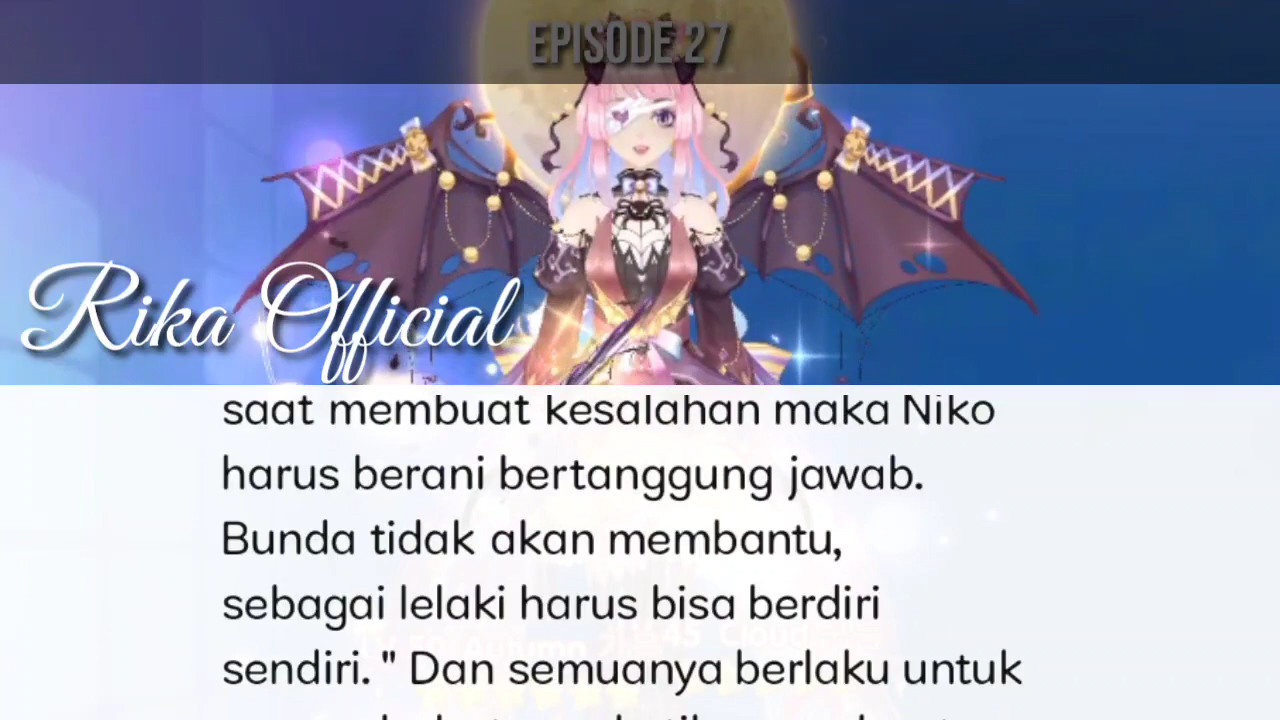 EPISODE 27
Rika Official
saat membuat kesalahan maka Niko
harus berani bertanggung jawab.
Bunda tidak akan membantu,
sebagai lelaki harus bisa berdiri
sendiri. " Dan semuanya berlaku untuk